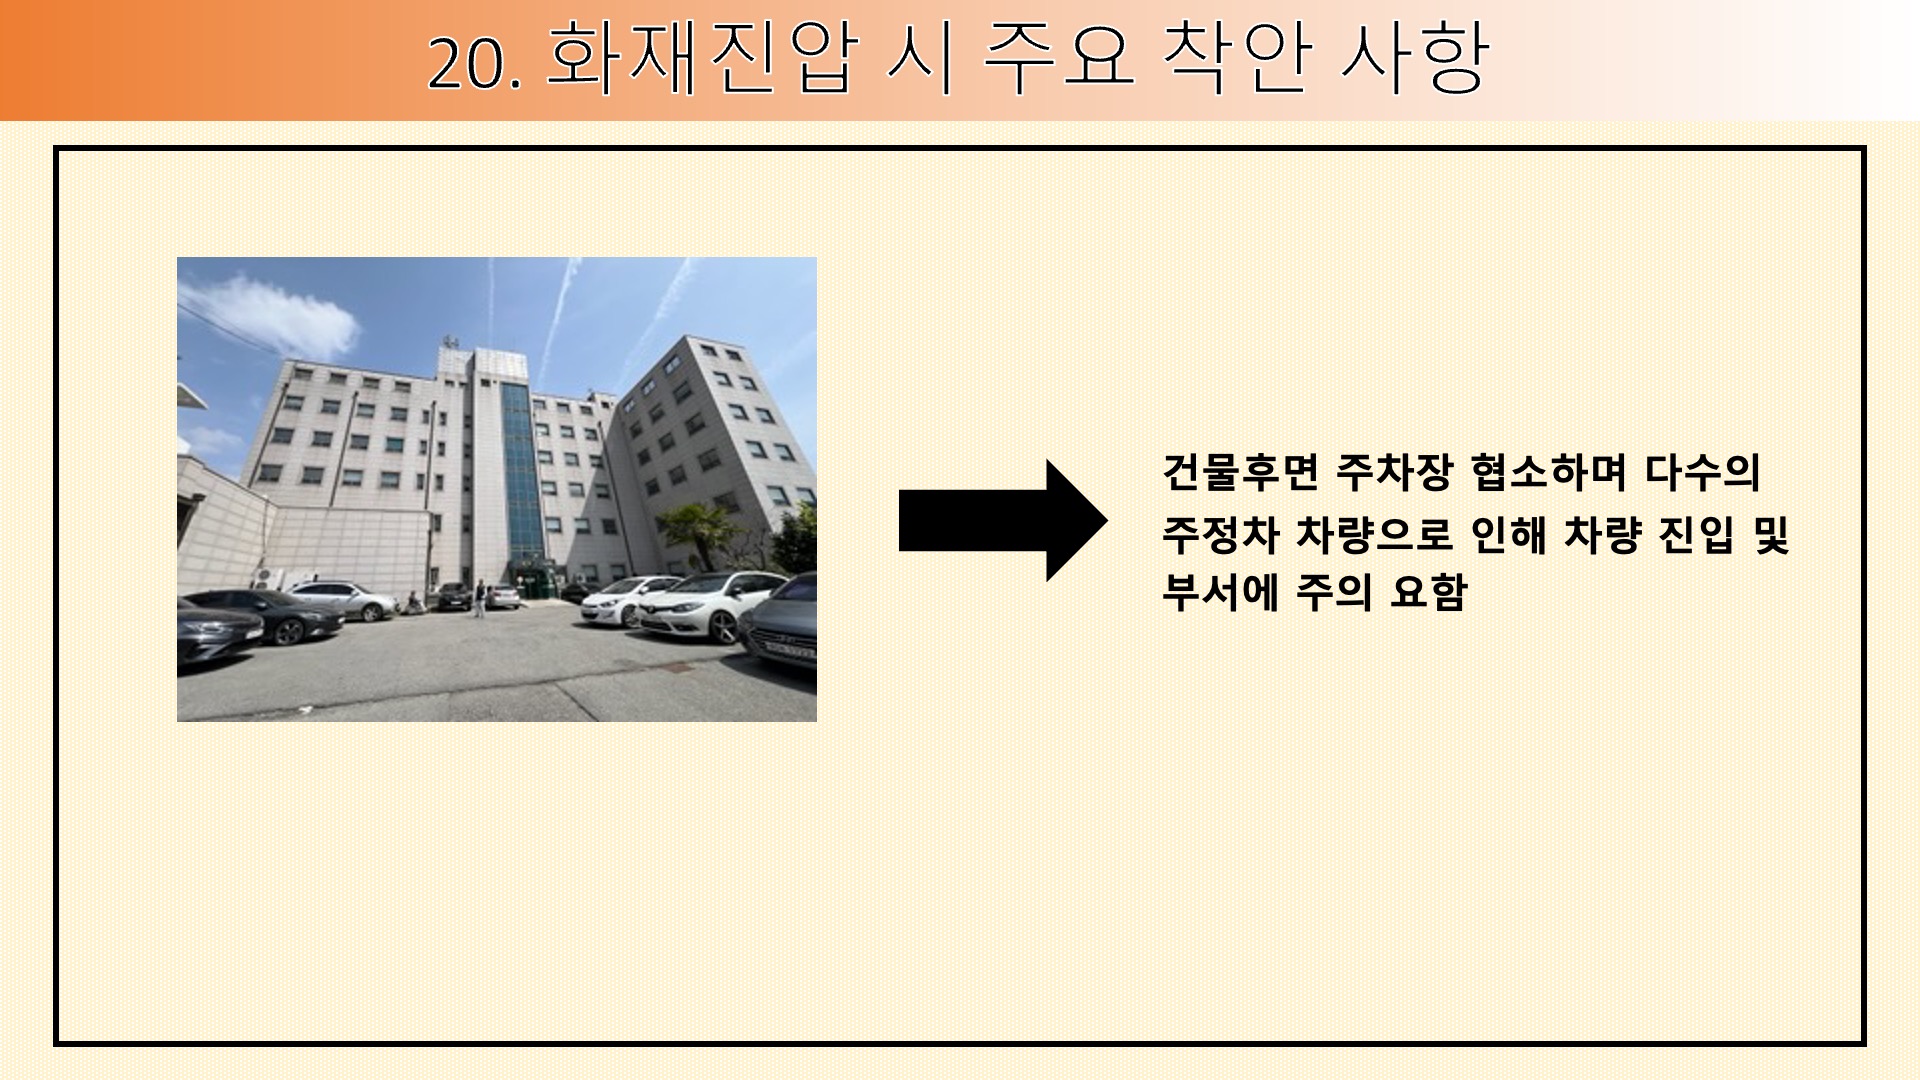 20. 화재진압 시 주요 착안 사항
건물후면 주차장 협소하며 다수의
주정차 차량으로 인해 차량 진입 및
부서에 주의 요함